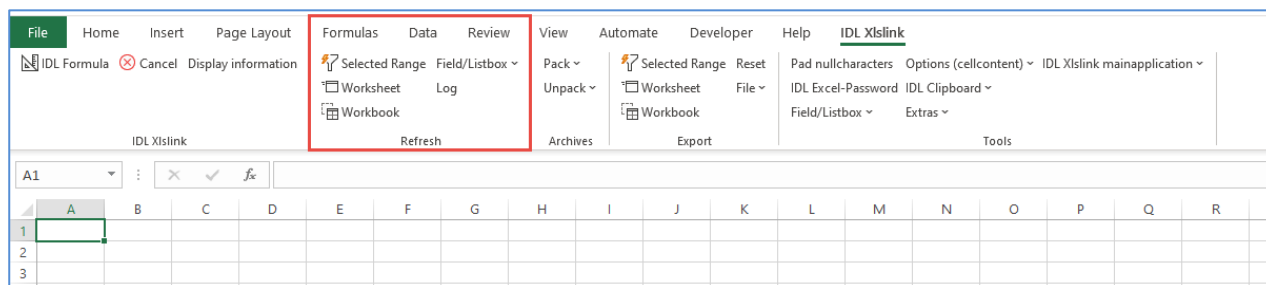 File Home Insert Page Layout Formulas Data Review View Automate Developer Help IDL Xlslink
IDL Formula Cancel Display information Selected Range Field/Listbox Pack Selected Range Reset Pad nullcharacters Options (cellcontent) IDL Xlslink mainapplication
Worksheet Log Unpack Worksheet File IDL Excel-Password IDL Clipboard
Workbook Workbook Field/Listbox Extras
IDL Xlslink Refresh Archives Export Tools
A1 fx
A B C D E F G H I J K L M N O P Q R
1
2
3